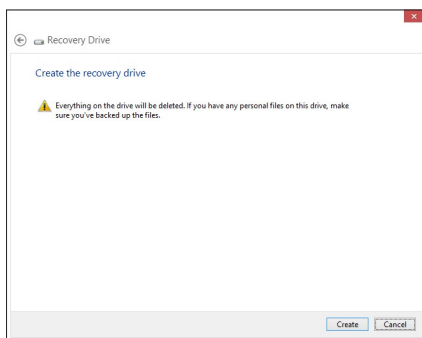 Recovery Drive
Create the recovery drive
Everything on the drive will be deleted. If you have any personal files on this drive, make
sure you've backed up the files.
Create Cancel